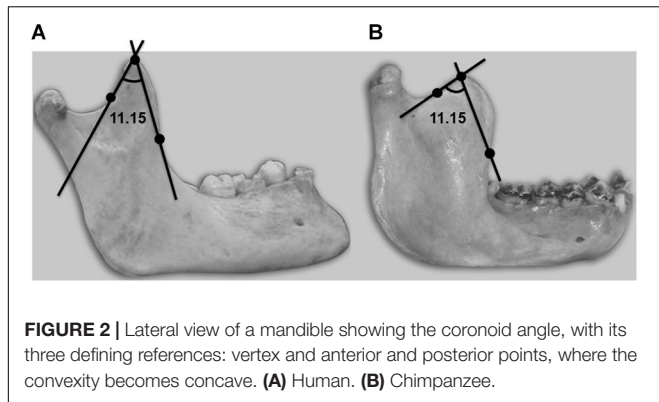 A
B
11.15
11.15
FIGURE 2 | Lateral view of a mandible showing the coronoid angle, with its
three defining references: vertex and anterior and posterior points, where the
convexity becomes concave. (A) Human. (B) Chimpanzee.